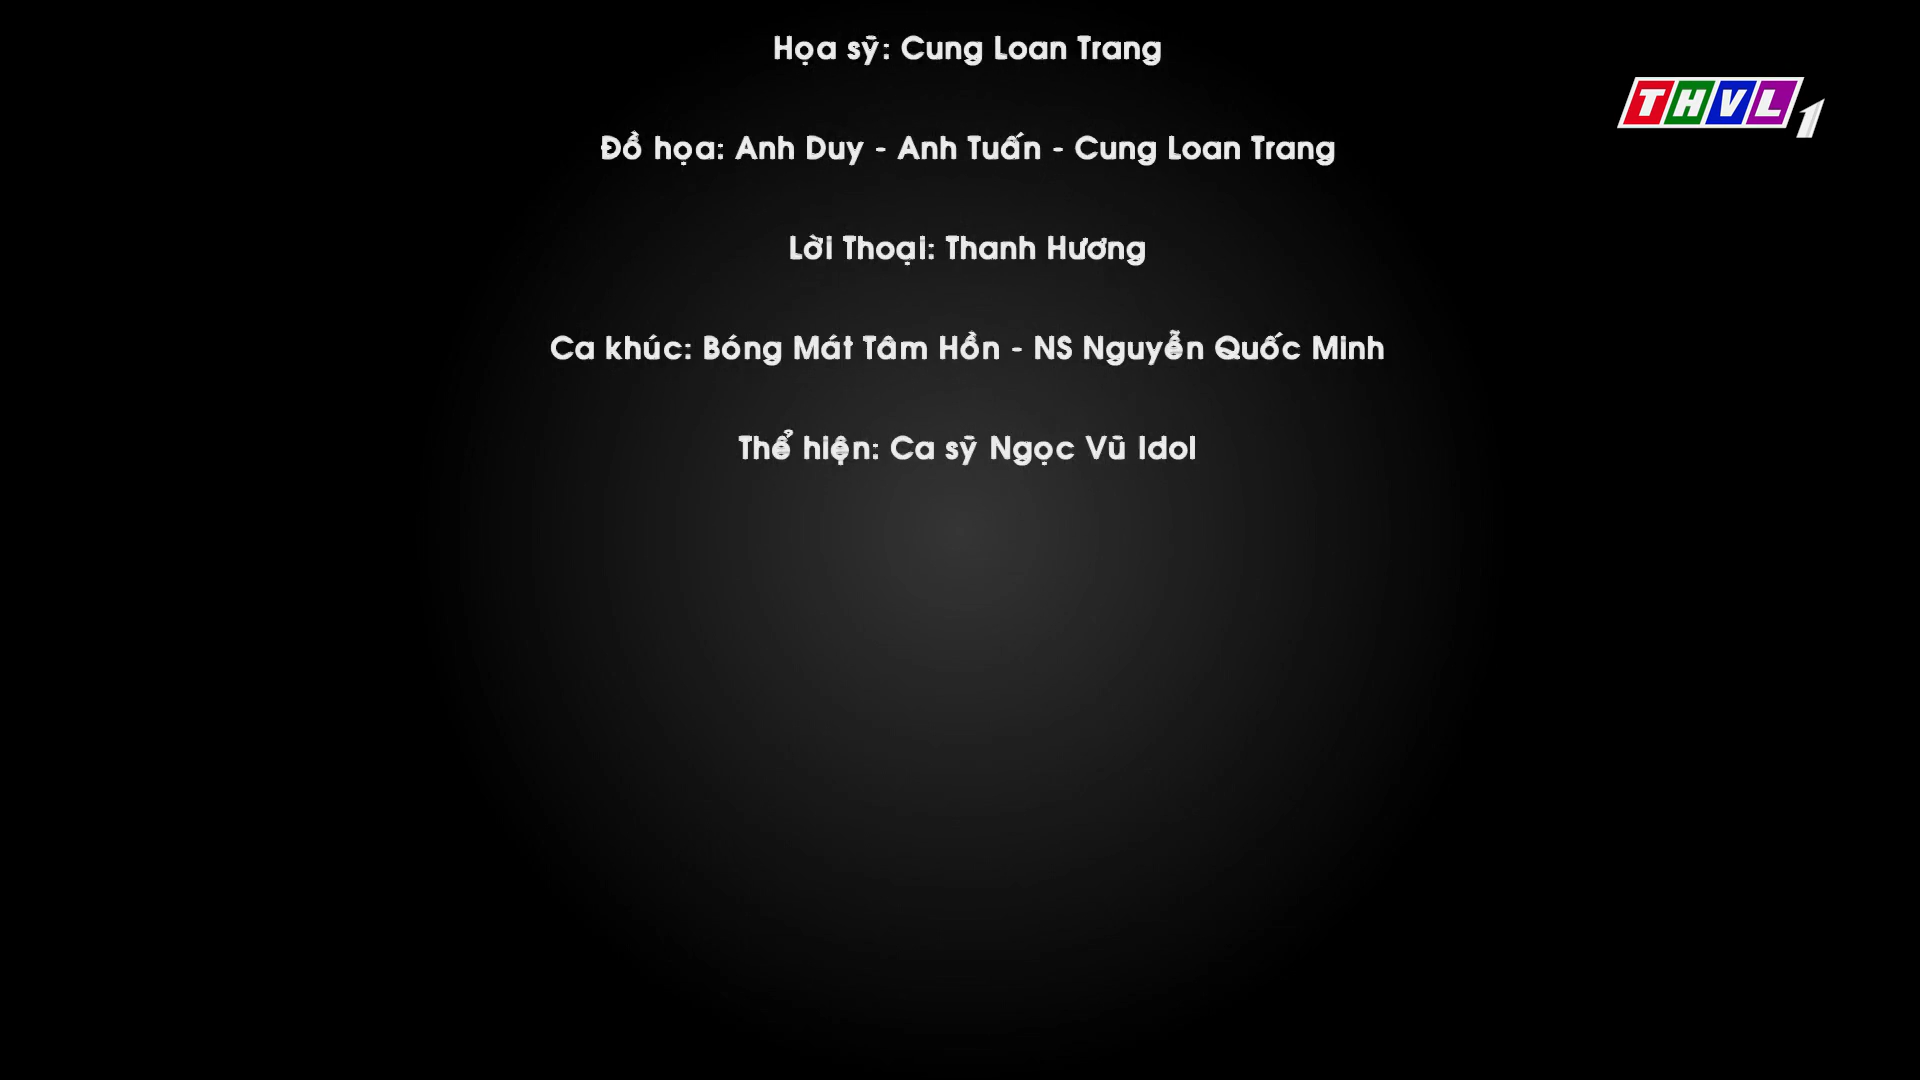 Họa sỹ: Cung Loan Trang
THVL1
Đồ họa: Anh Duy - Anh Tuấn - Cung Loan Trang
Lời Thoại: Thanh Hương
Ca khúc: Bóng Mát Tâm Hồn - NS Nguyễn Quốc Minh
Thể hiện: Ca sỹ Ngọc Vũ Idol